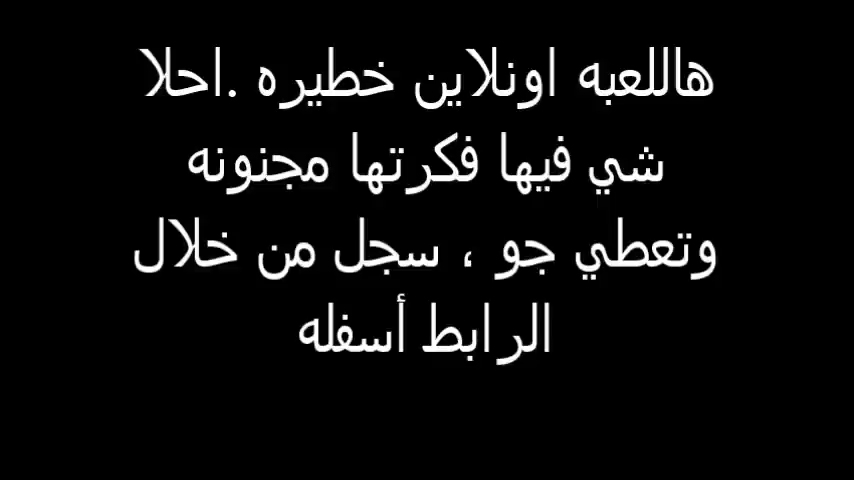 هاللعبه اونلاين خطيره .احلا
شي فيها فكرتها مجنونه
وتعطي جو ، سجل من خلال
الرابط أسفله